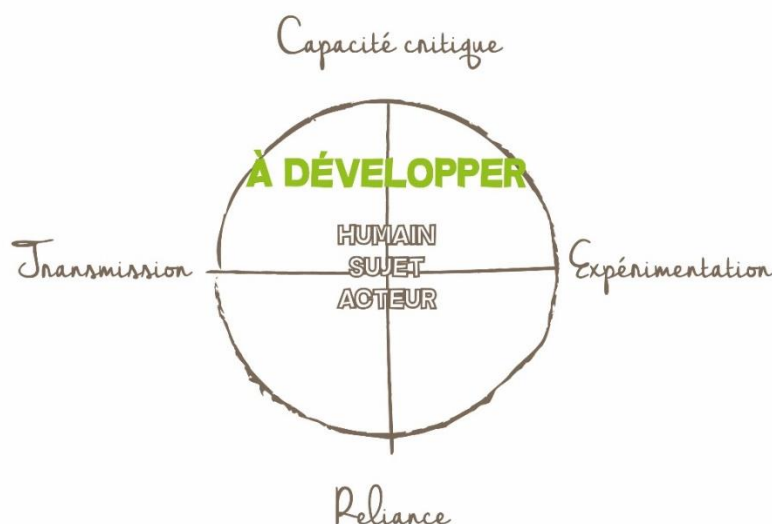 Capacité critique
À DÉVELOPPER
HUMAIN
SUJET
ACTEUR
Transmission
Expérimentation
Reliance